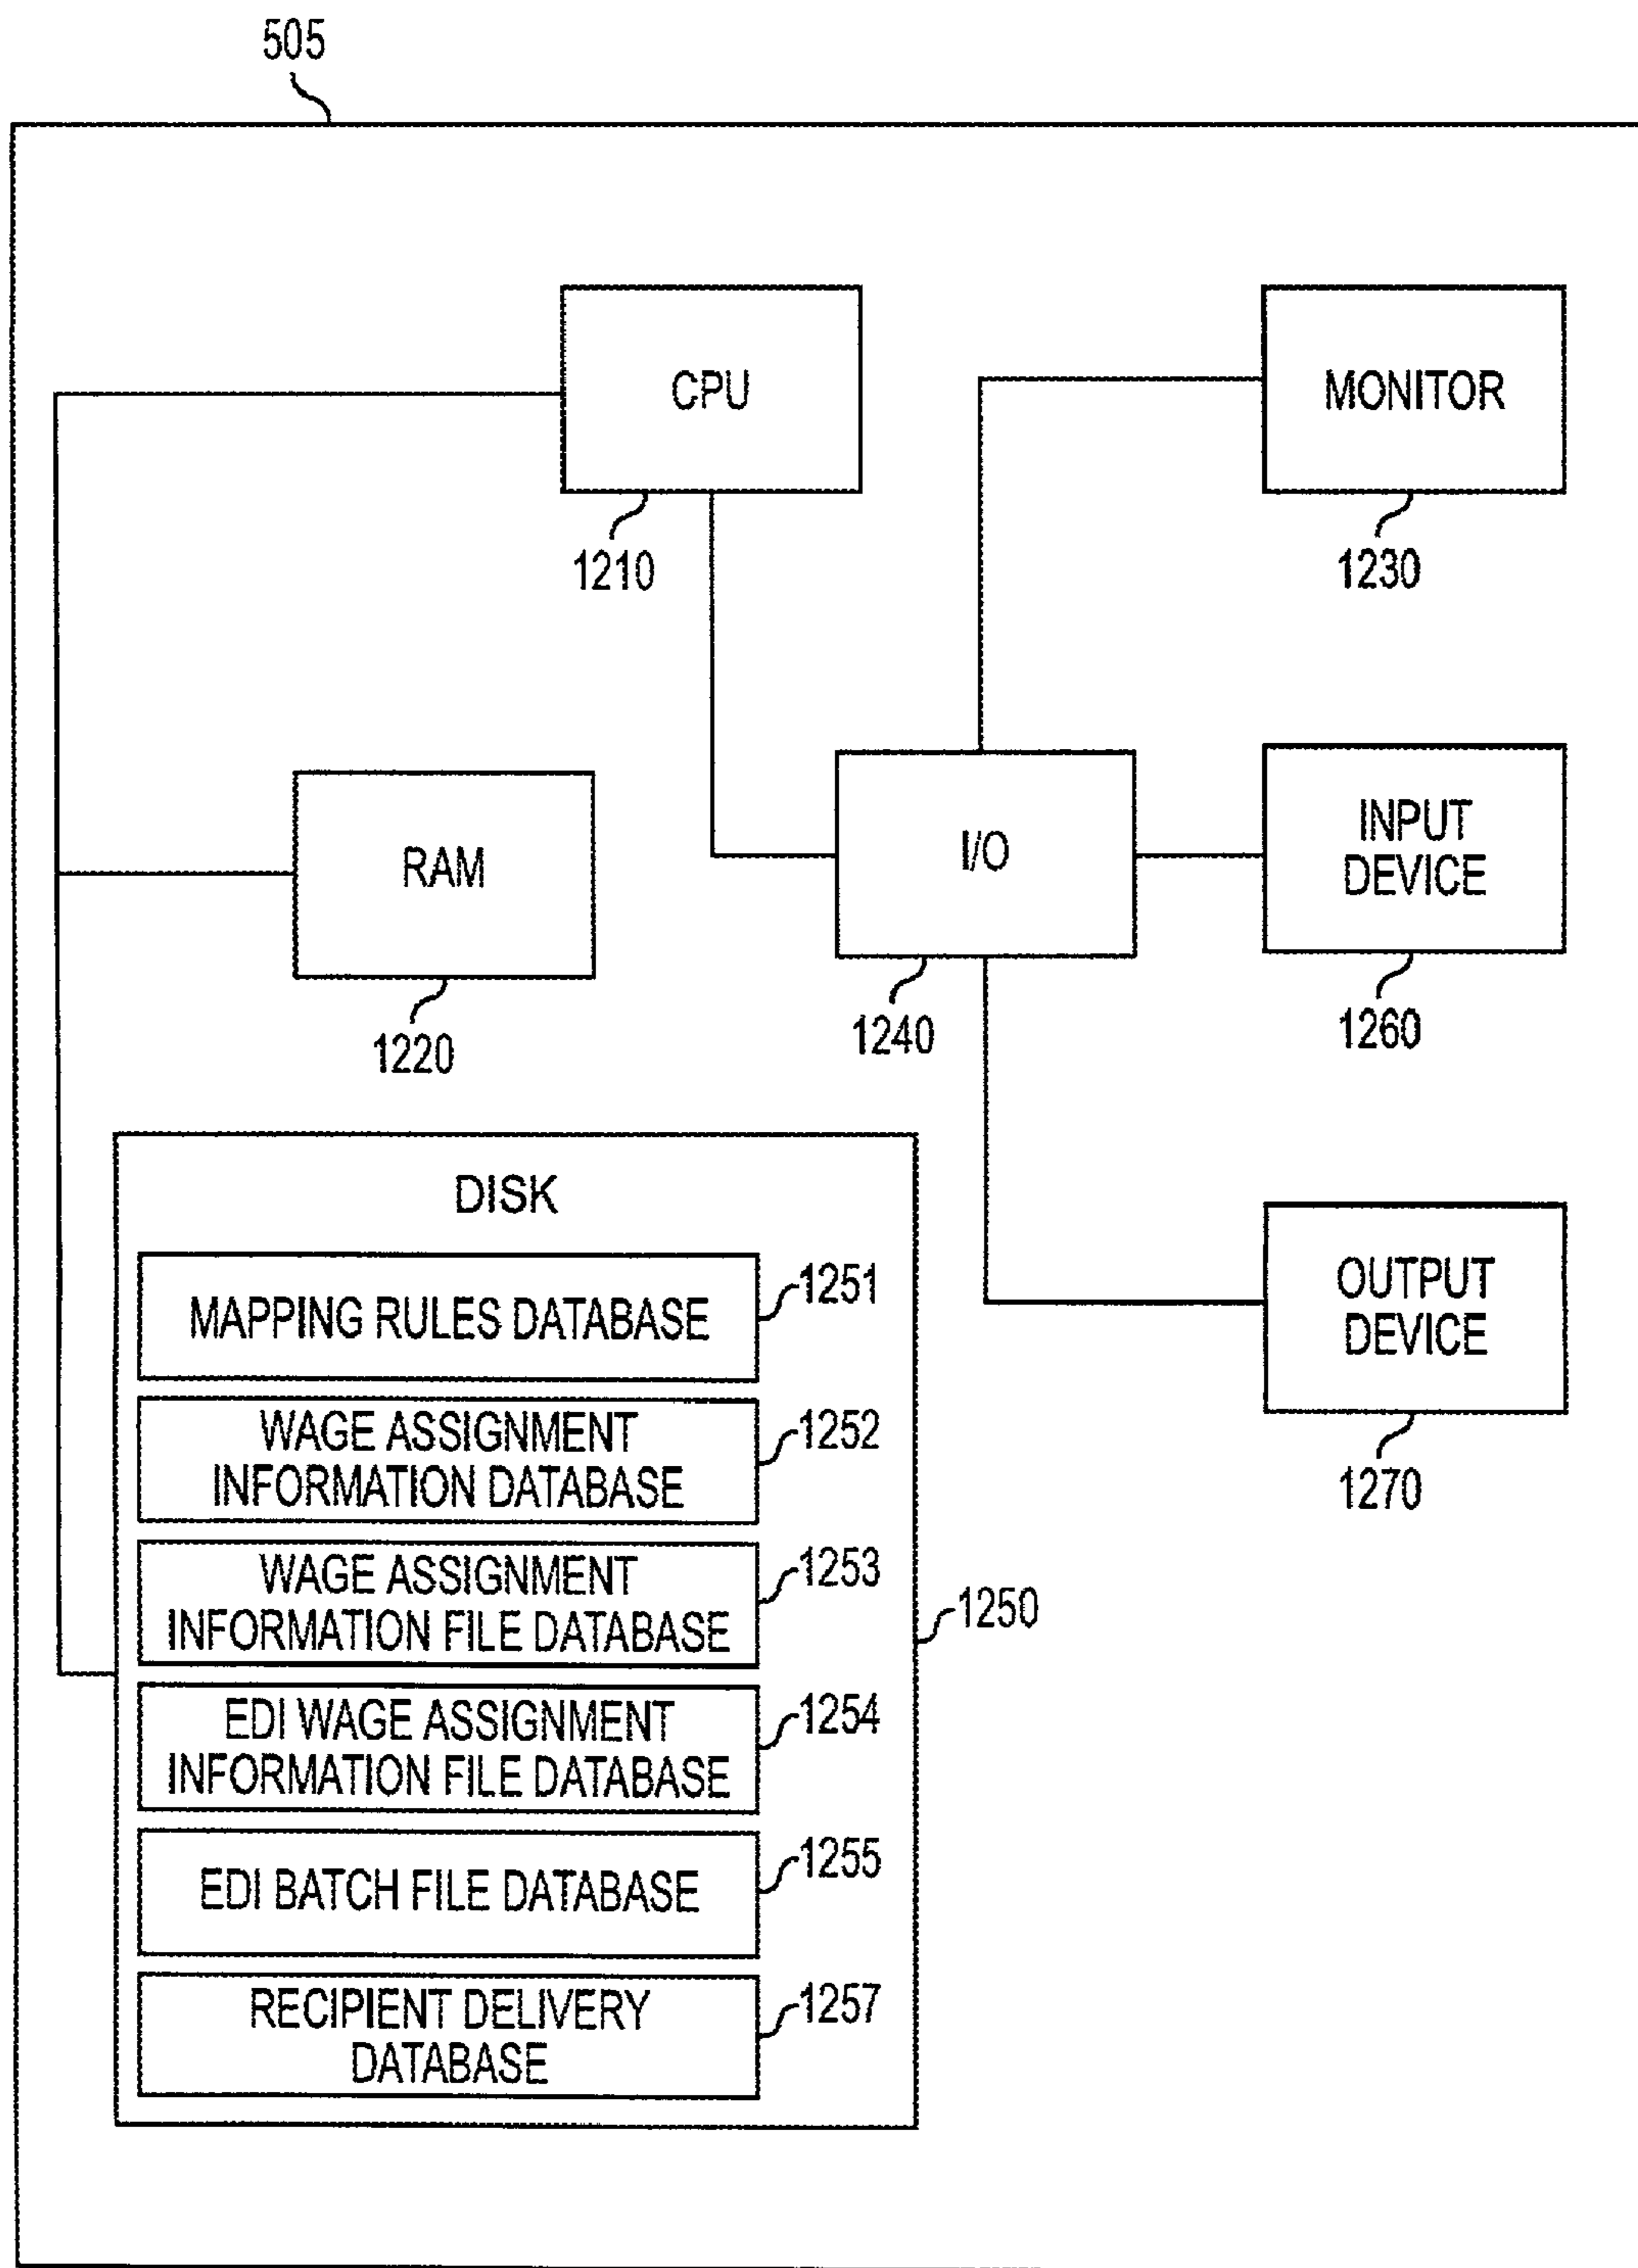 505
CPU
1210
MONITOR
1230
RAM
1220
I/O
1240
INPUT
DEVICE
1260
OUTPUT
DEVICE
1270
DISK
MAPPING RULES DATABASE
1251
WAGE ASSIGNMENT
INFORMATION DATABASE
1252
WAGE ASSIGNMENT
INFORMATION FILE DATABASE
1253
1250
EDI WAGE ASSIGNMENT
INFORMATION FILE DATABASE
1254
EDI BATCH FILE DATABASE
1255
RECIPIENT DELIVERY
DATABASE
1257